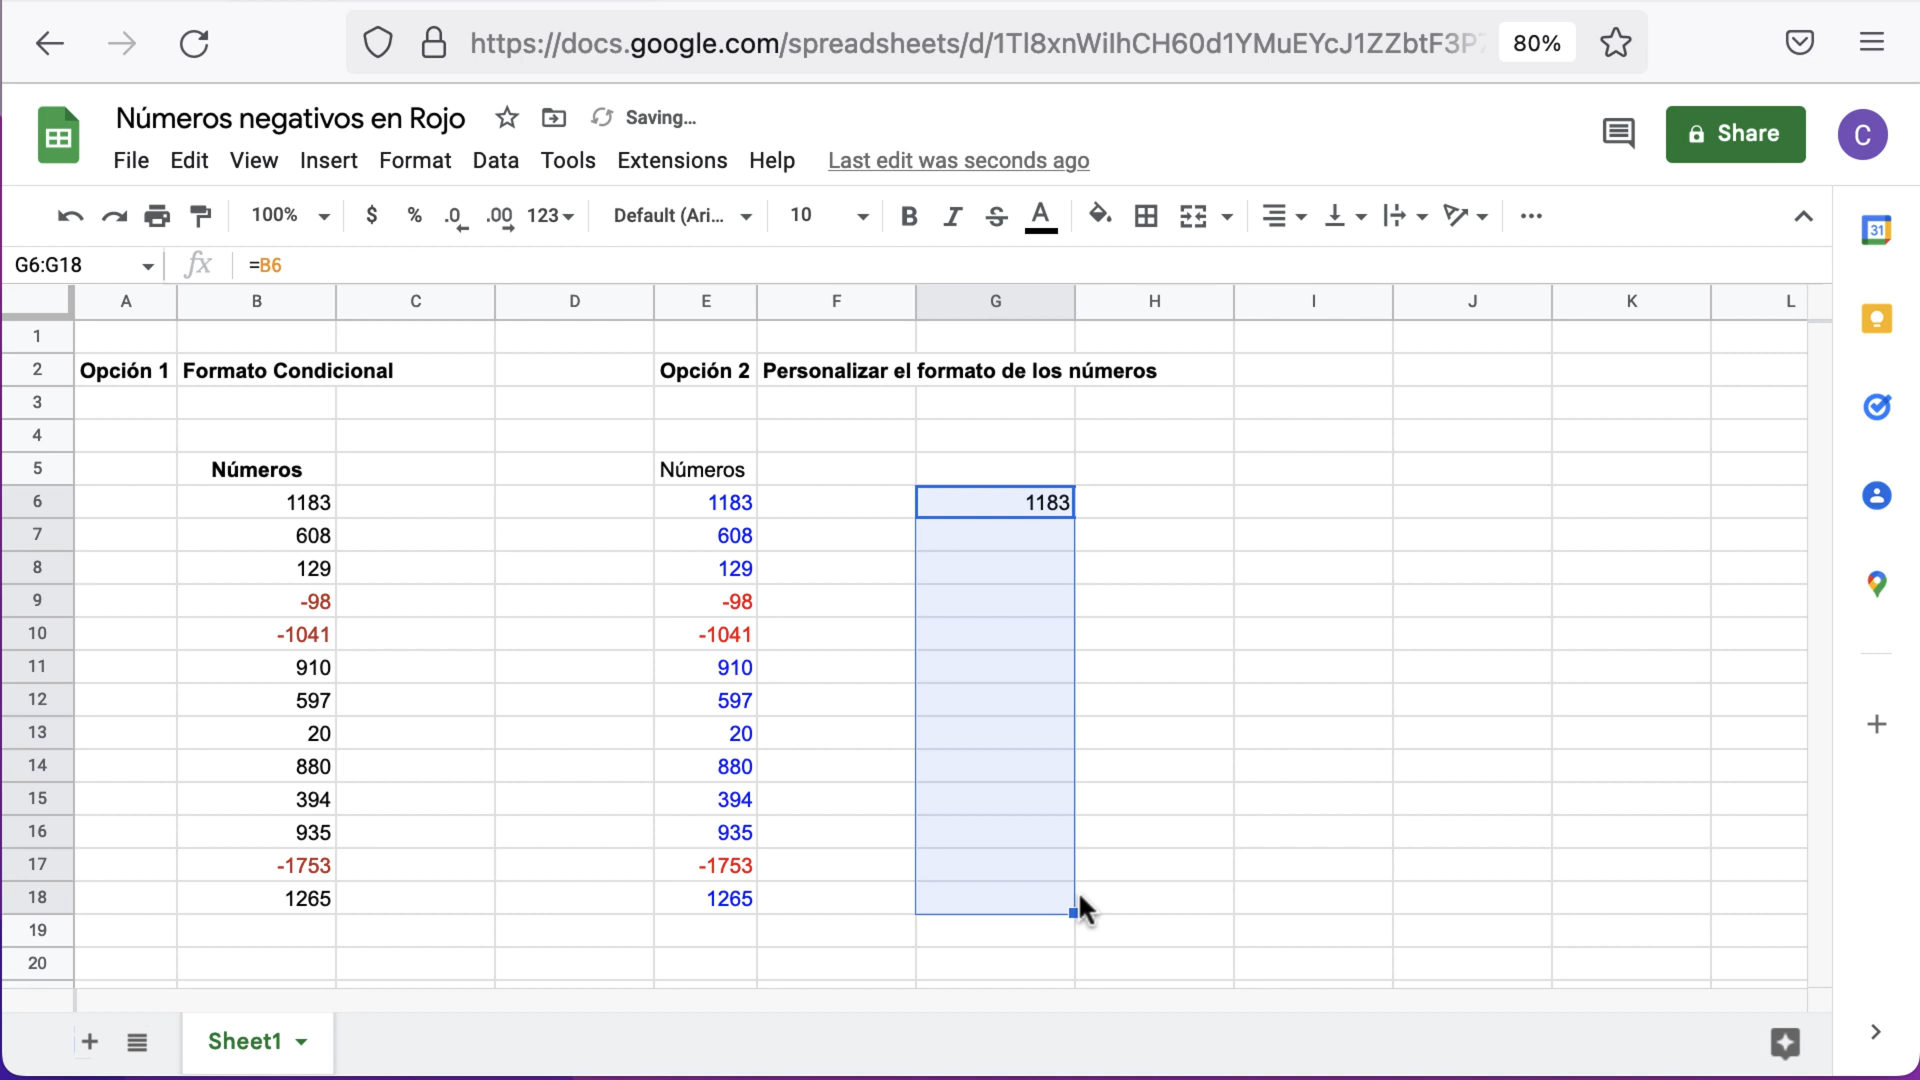 https://docs.google.com/spreadsheets/d/1Tl8xnWilhCH60d1YMuEYcJ1ZZbtF3P
80%
Números negativos en Rojo
Saving...
Share
C
File Edit View Insert Format Data Tools Extensions Help Last edit was seconds ago
100% $ % .0 .00 123 Default (Ari... 10 B I S A
31
G6:G18 fx =B6
A B C D E F G H I J K L
1
2 Opción 1 Formato Condicional Opción 2 Personalizar el formato de los números
3
4
5 Números Números
6 1183 1183 1183
7 608 608
8 129 129
9 -98 -98
10 -1041 -1041
11 910 910
12 597 597
13 20 20
14 880 880
15 394 394
16 935 935
17 -1753 -1753
18 1265 1265
19
20
Sheet1